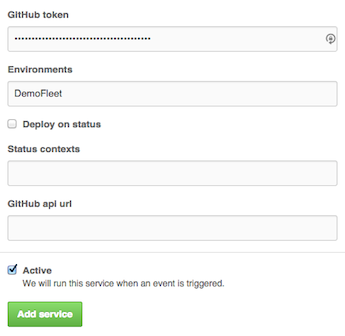 GitHub token
••••••••••••••••••••••••••••••••••••••••
Environments
DemoFleet
Deploy on status
Status contexts
GitHub api url
Active
We will run this service when an event is triggered.
Add service